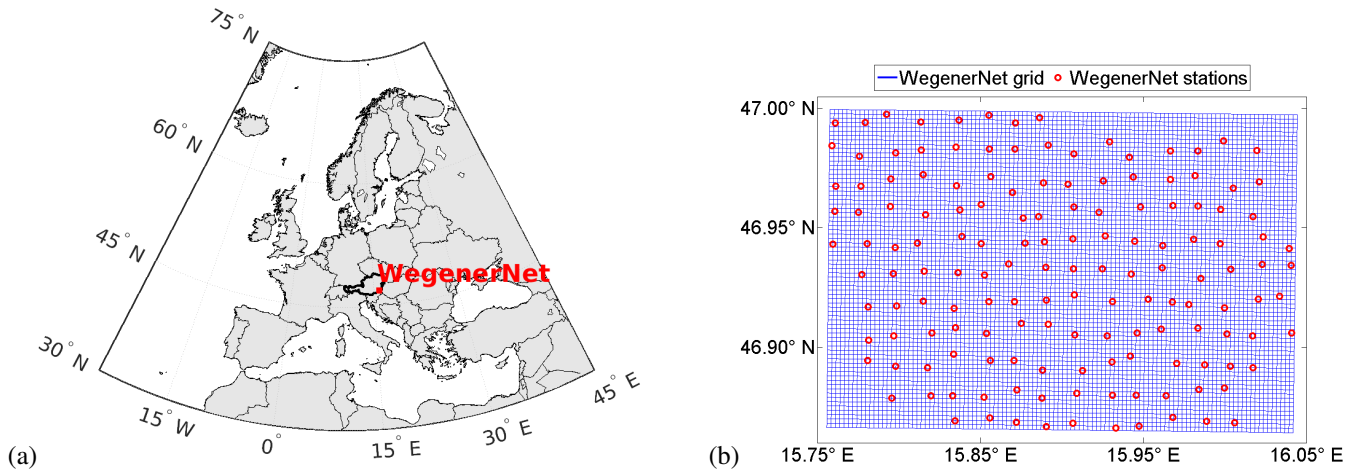 75° N
60° N
45° N
30° N
15° W
0°
15° E
30° E
45° E
WegenerNet
(a)
WegenerNet grid WegenerNet stations
47.00° N
46.95° N
46.90° N
15.75° E 15.85° E 15.95° E 16.05° E
(b)